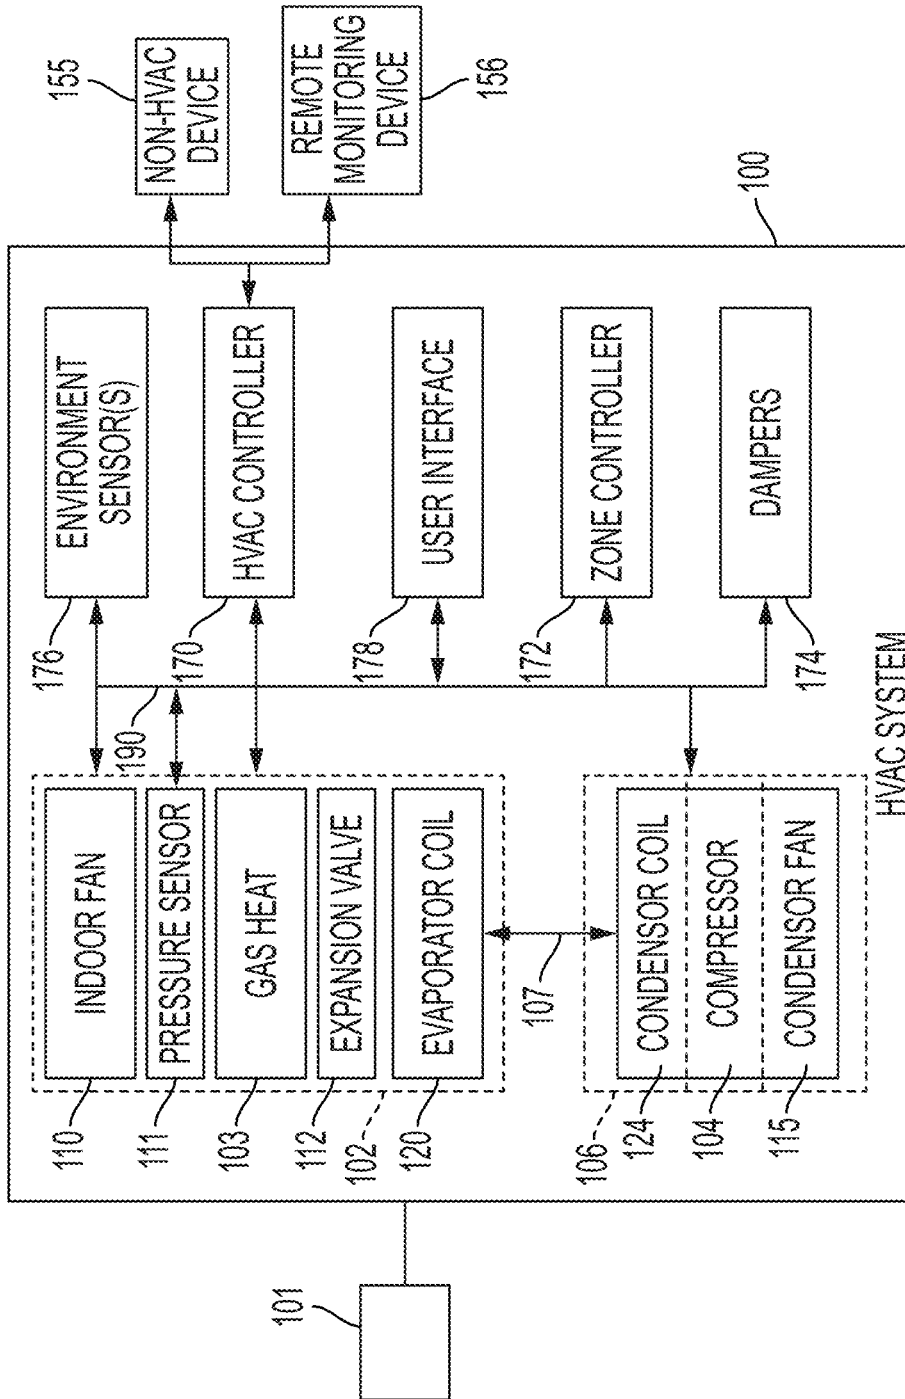 101
110
INDOOR FAN
111
PRESSURE SENSOR
103
GAS HEAT
112
EXPANSION VALVE
102
120
EVAPORATOR COIL
107
106
124
CONDENSOR COIL
104
COMPRESSOR
115
CONDENSOR FAN
190
176
ENVIRONMENT
SENSOR(S)
170
HVAC CONTROLLER
178
USER INTERFACE
172
ZONE CONTROLLER
174
DAMPERS
HVAC SYSTEM
100
155
NON-HVAC
DEVICE
REMOTE
MONITORING
DEVICE
156